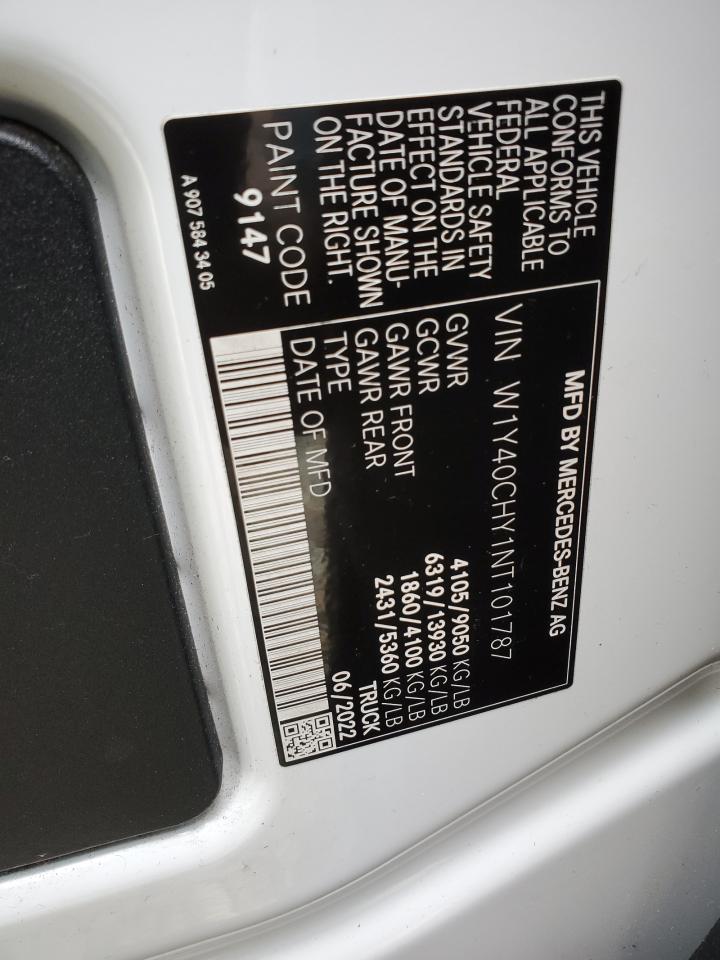 MFD BY MERCEDES-BENZ AG
VIN W1Y40CHY1NT101787
GVWR 4105/9050 KG/LB
GCWR 6319/13930 KG/LB
GAWR FRONT 1860/4100 KG/LB
GAWR REAR 2431/5360 KG/LB
TYPE TRUCK
DATE OF MFD 06/2022
THIS VEHICLE
CONFORMS TO
ALL APPLICABLE
FEDERAL
VEHICLE SAFETY
STANDARDS IN
EFFECT ON THE
DATE OF MANU-
FACTURE SHOWN
ON THE RIGHT.
PAINT CODE
9147
A 907 584 34 05